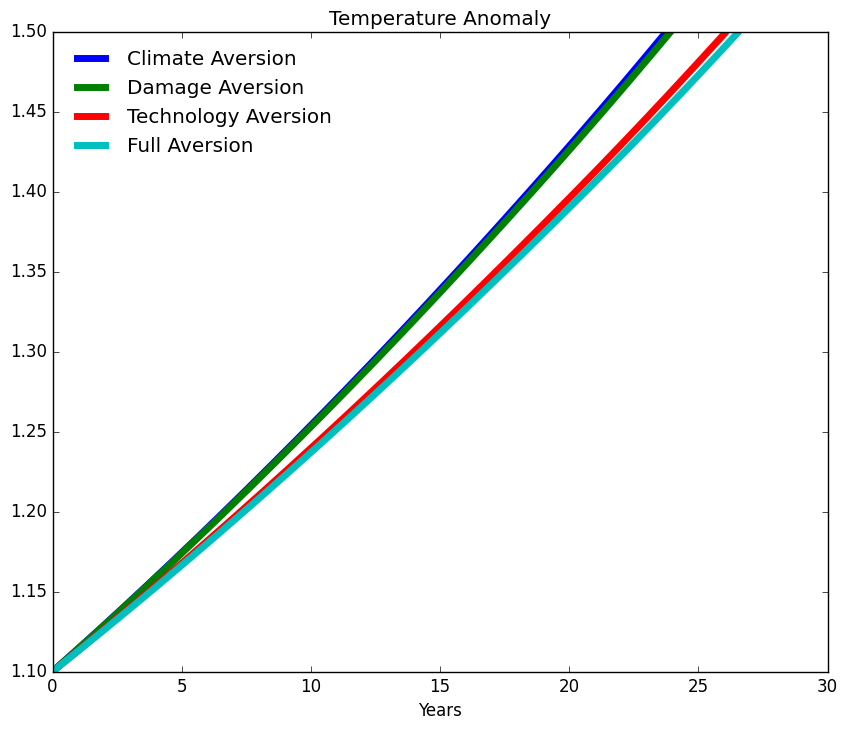 Temperature Anomaly
Climate Aversion
Damage Aversion
Technology Aversion
Full Aversion
1.50
1.45
1.40
1.35
1.30
1.25
1.20
1.15
1.10
0 5 10 15 20 25 30
Years